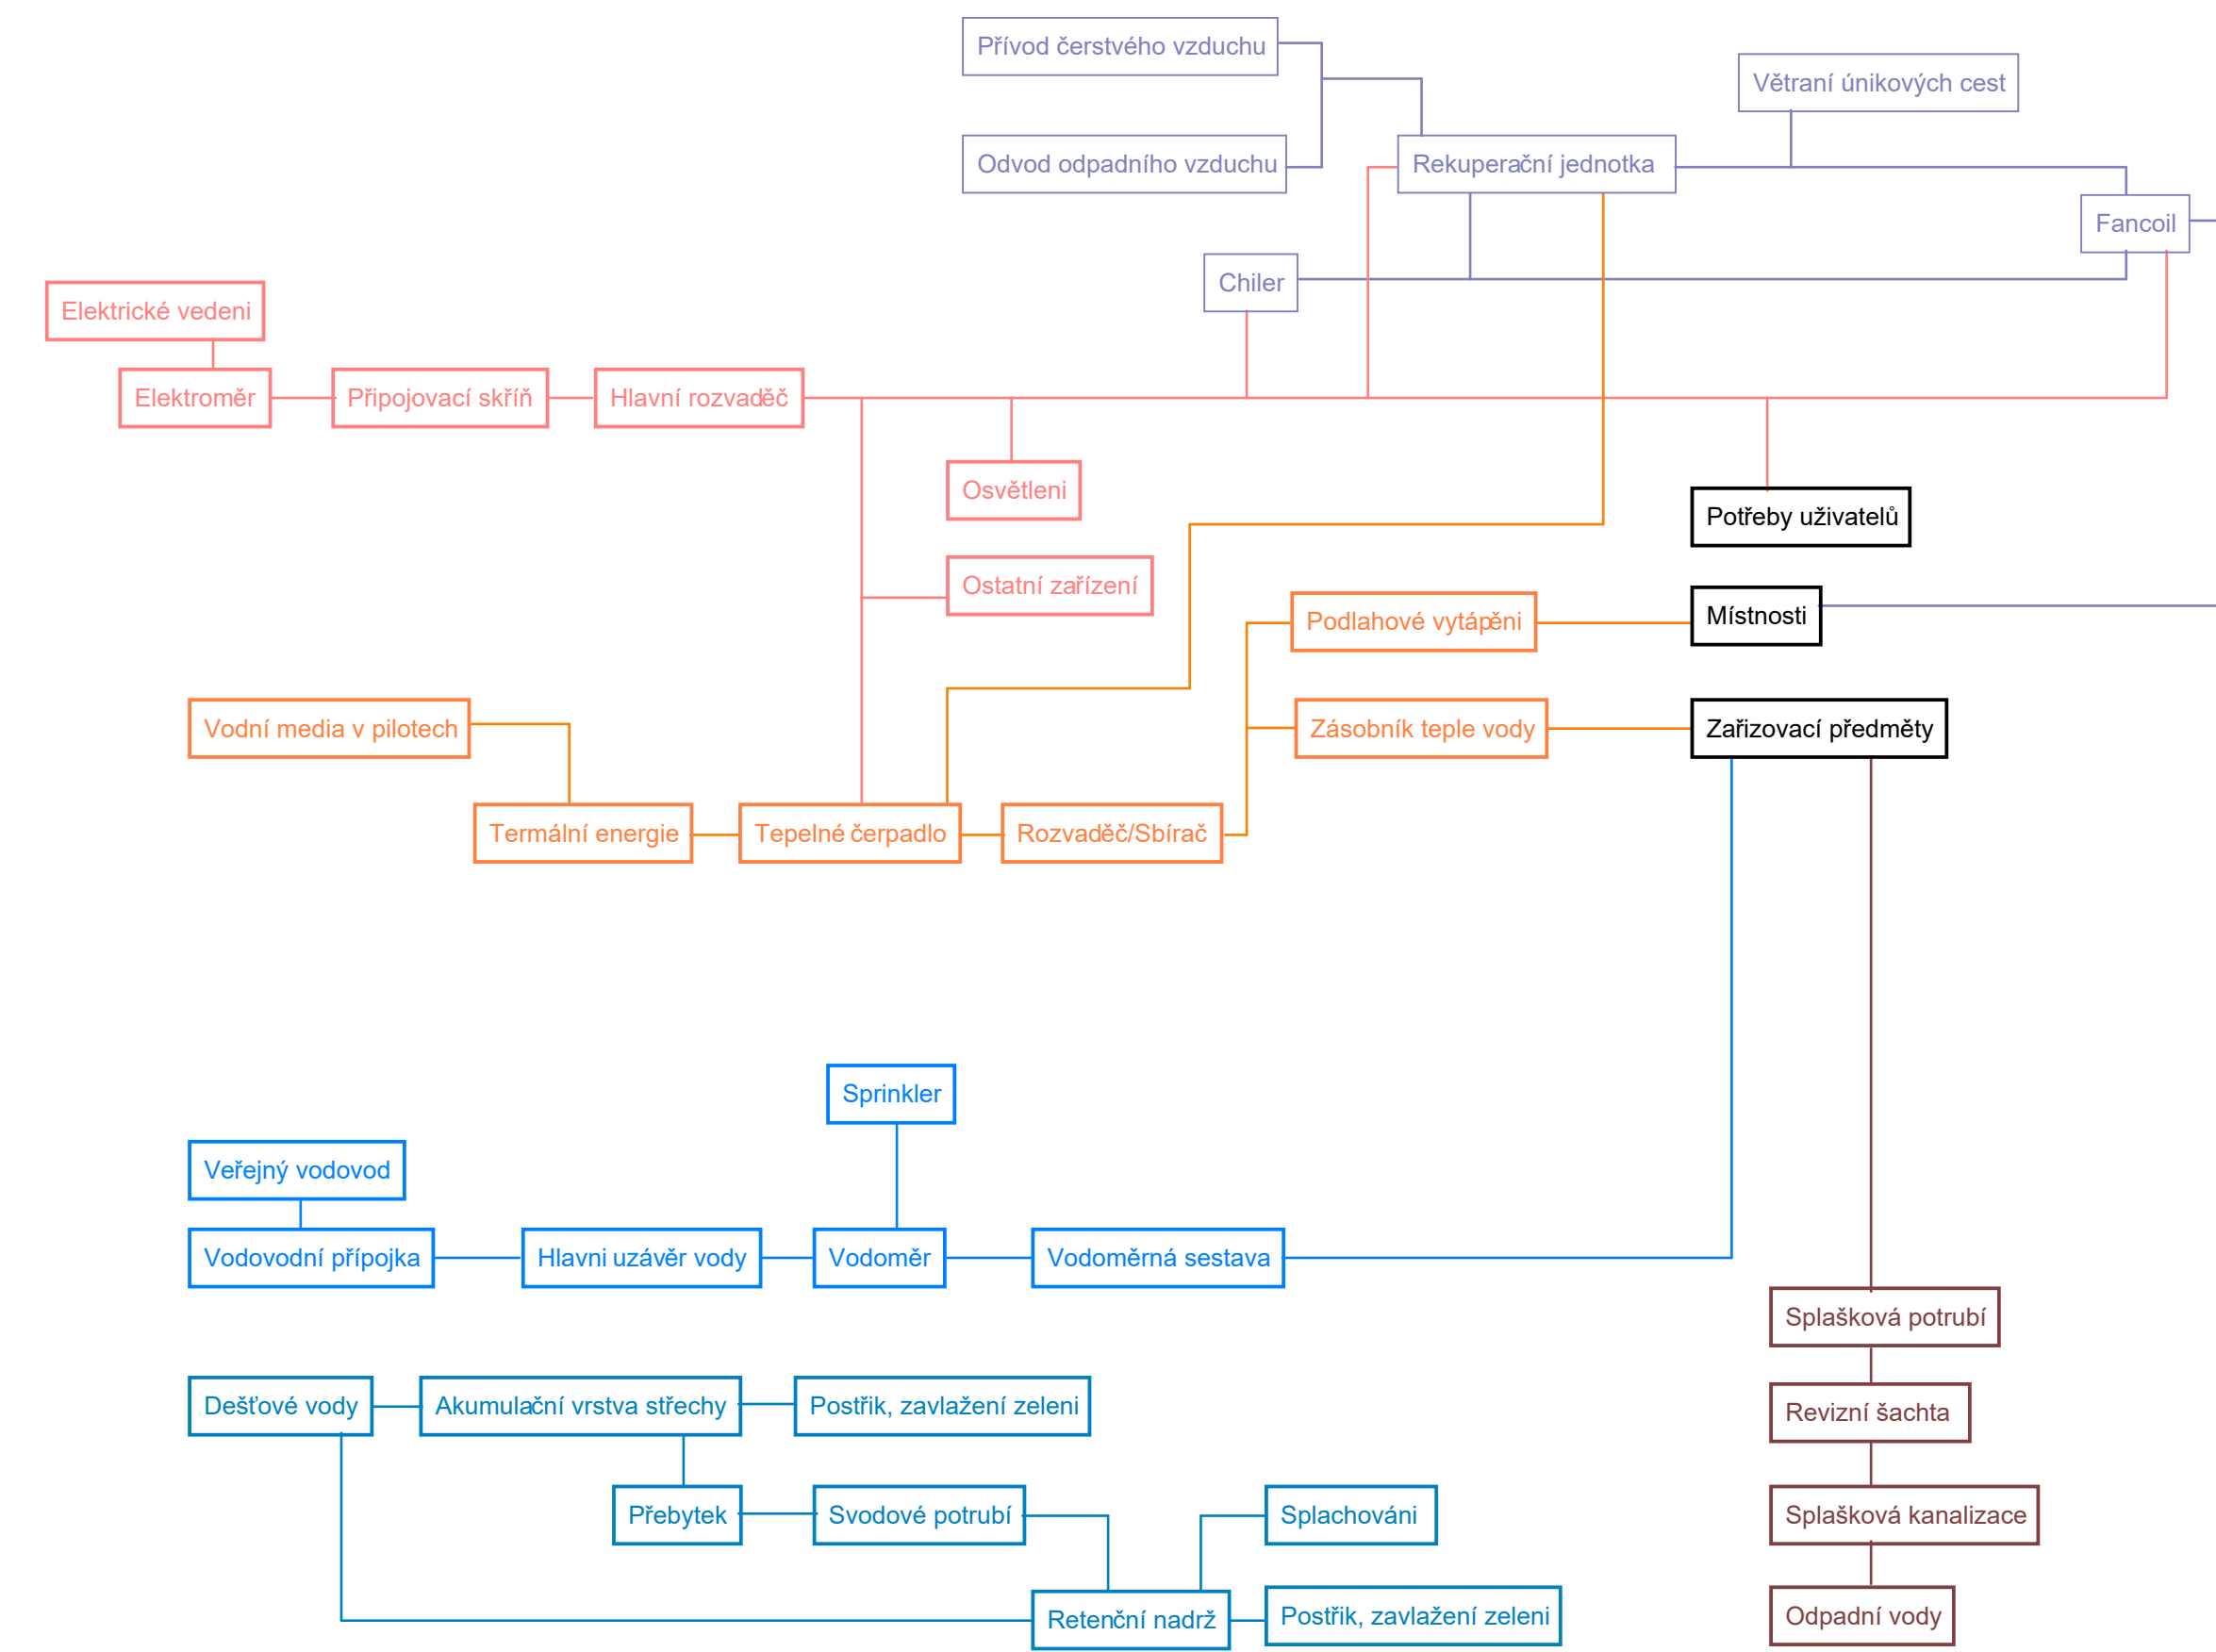 Přívod čerstvého vzduchu
Větraní únikových cest
Odvod odpadního vzduchu
Rekuperační jednotka
Fancoil
Chiler
Elektrické vedeni
Elektroměr
Připojovací skříň
Hlavní rozvaděč
Osvětleni
Potřeby uživatelů
Ostatní zařízení
Podlahové vytápěni
Místnosti
Vodní media v pilotech
Zásobník teple vody
Zařizovací předměty
Termální energie
Tepelné čerpadlo
Rozvaděč/Sbírač
Sprinkler
Veřejný vodovod
Vodovodní přípojka
Hlavni uzávěr vody
Vodoměr
Vodoměrná sestava
Splašková potrubí
Dešťové vody
Akumulační vrstva střechy
Postřik, zavlažení zeleni
Revizní šachta
Přebytek
Svodové potrubí
Splachováni
Splašková kanalizace
Retenční nadrž
Postřik, zavlažení zeleni
Odpadní vody